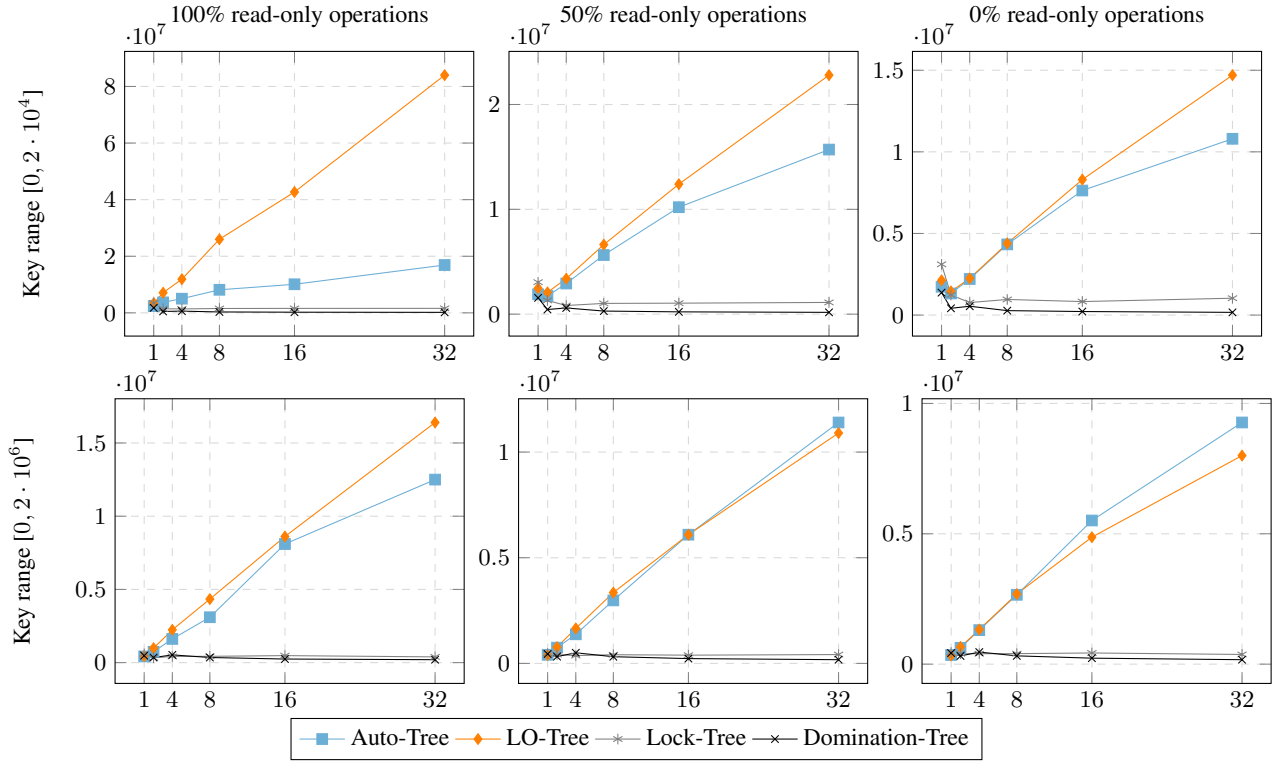 100% read-only operations
50% read-only operations
0% read-only operations
·10^7
·10^7
·10^7
Key range [0, 2 · 10^4]
8
6
4
2
0
1 4 8 16 32
2
1
0
1 4 8 16 32
1.5
1
0.5
0
1 4 8 16 32
·10^7
·10^7
·10^7
Key range [0, 2 · 10^6]
1.5
1
0.5
0
1 4 8 16 32
1
0.5
0
1 4 8 16 32
1
0.5
0
1 4 8 16 32
Auto-Tree LO-Tree Lock-Tree Domination-Tree